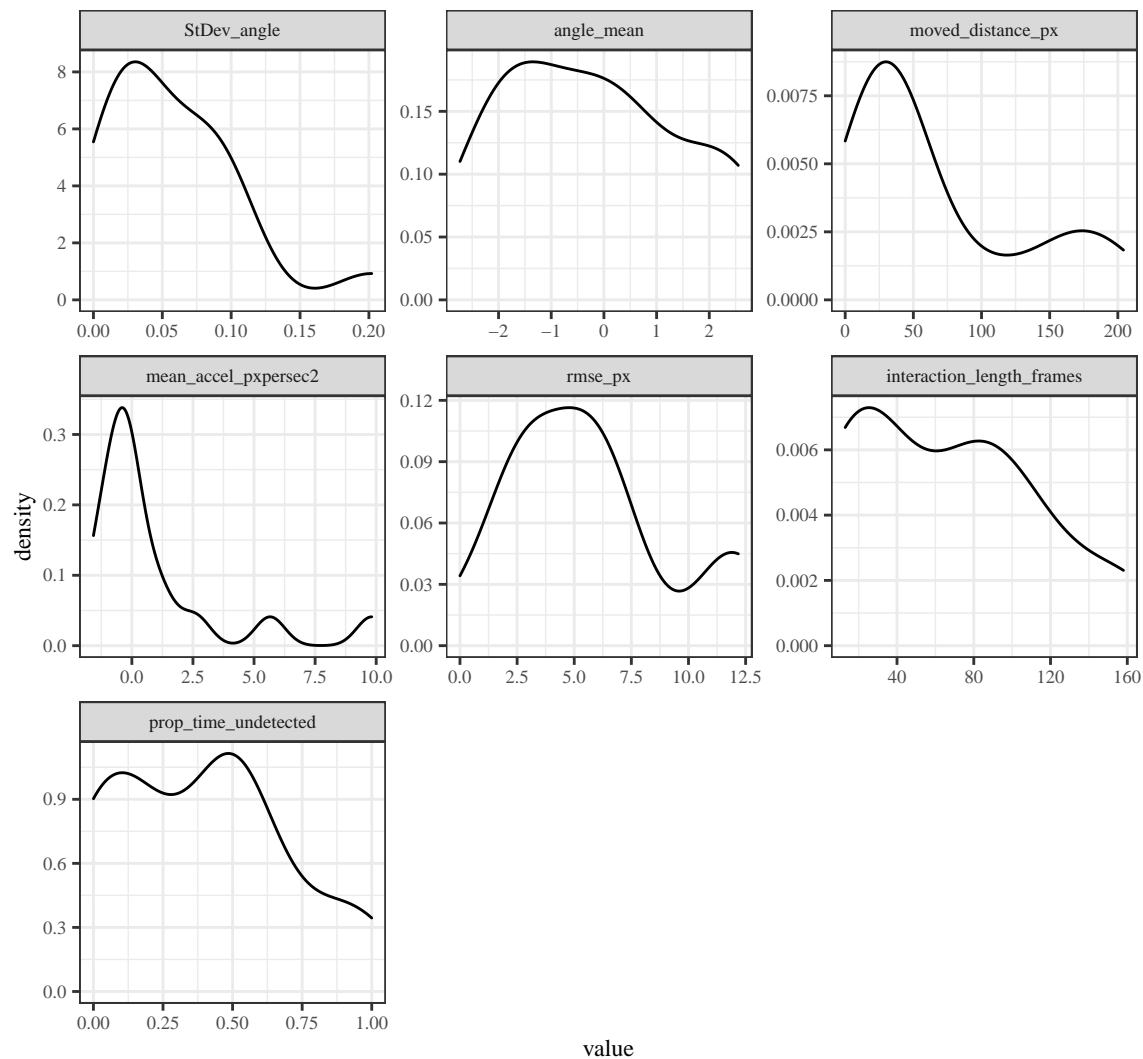 StDev_angle
angle_mean
moved_distance_px
8
6
4
2
0
0.15
0.10
0.05
0.00
0.0075
0.0050
0.0025
0.0000
0.00 0.05 0.10 0.15 0.20
−2 −1 0 1 2
0 50 100 150 200
mean_accel_pxpersec2
rmse_px
interaction_length_frames
density
0.3
0.2
0.1
0.0
0.12
0.09
0.06
0.03
0.00
0.006
0.004
0.002
0.000
0.0 2.5 5.0 7.5 10.0
0.0 2.5 5.0 7.5 10.0 12.5
40 80 120 160
prop_time_undetected
0.9
0.6
0.3
0.0
0.00 0.25 0.50 0.75 1.00
value